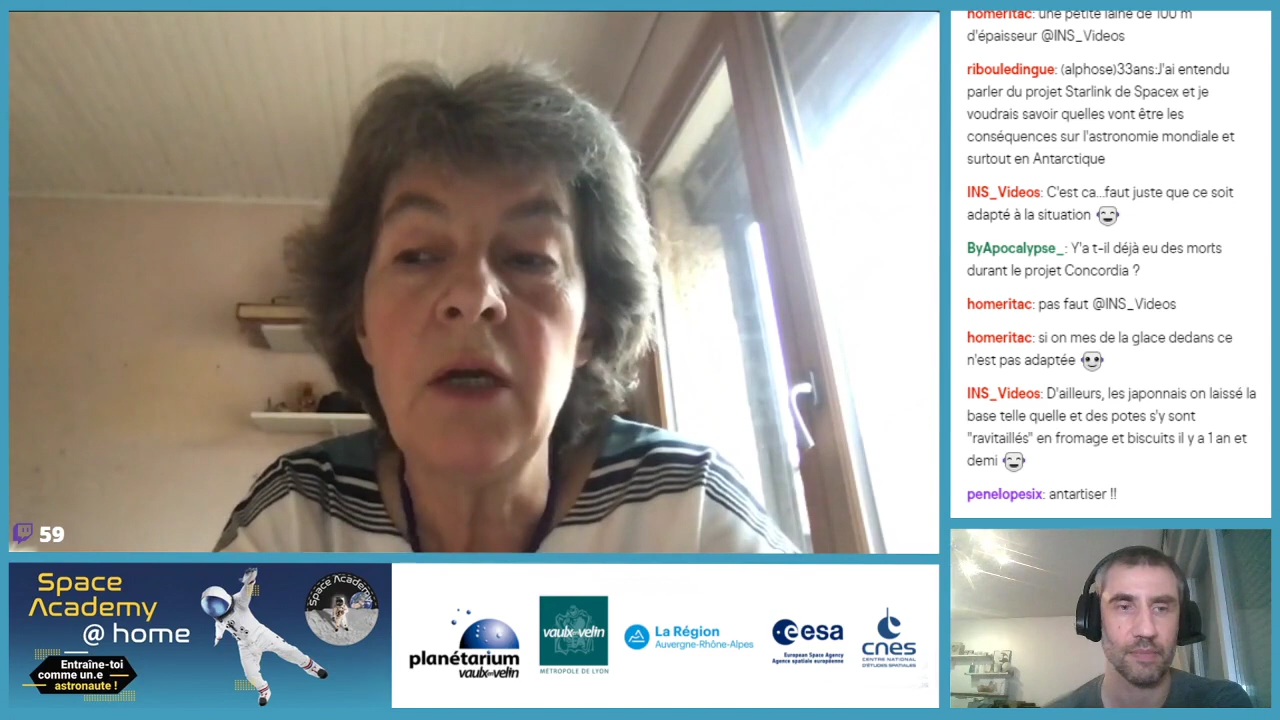 homeritac: une petite laine de 100 m
d'épaisseur @INS_Videos
ribouledingue: (alphose)33ans:J'ai entendu
parler du projet Starlink de Spacex et je
voudrais savoir quelles vont être les
conséquences sur l'astronomie mondiale et
surtout en Antarctique
INS_Videos: C'est ca...faut juste que ce soit
adapté à la situation
ByApocalypse_: Y'a t-il déjà eu des morts
durant le projet Concordia ?
homeritac: pas faut @INS_Videos
homeritac: si on mes de la glace dedans ce
n'est pas adaptée
INS_Videos: D'ailleurs, les japonnais on laissé la
base telle quelle et des potes s'y sont
"ravitaillés" en fromage et biscuits il y a 1 an et
demi
penelopesix: antartiser !!
59
Space
Academy
@ home
Entraîne-toi
comme un.e
astronaute !
Space Academy
planétarium
vaulx en velin
vaulx en velin
MÉTROPOLE DE LYON
La Région
Auvergne-Rhône-Alpes
esa
European Space Agency
Agence spatiale européenne
cnes
CENTRE NATIONAL
D'ÉTUDES SPATIALES